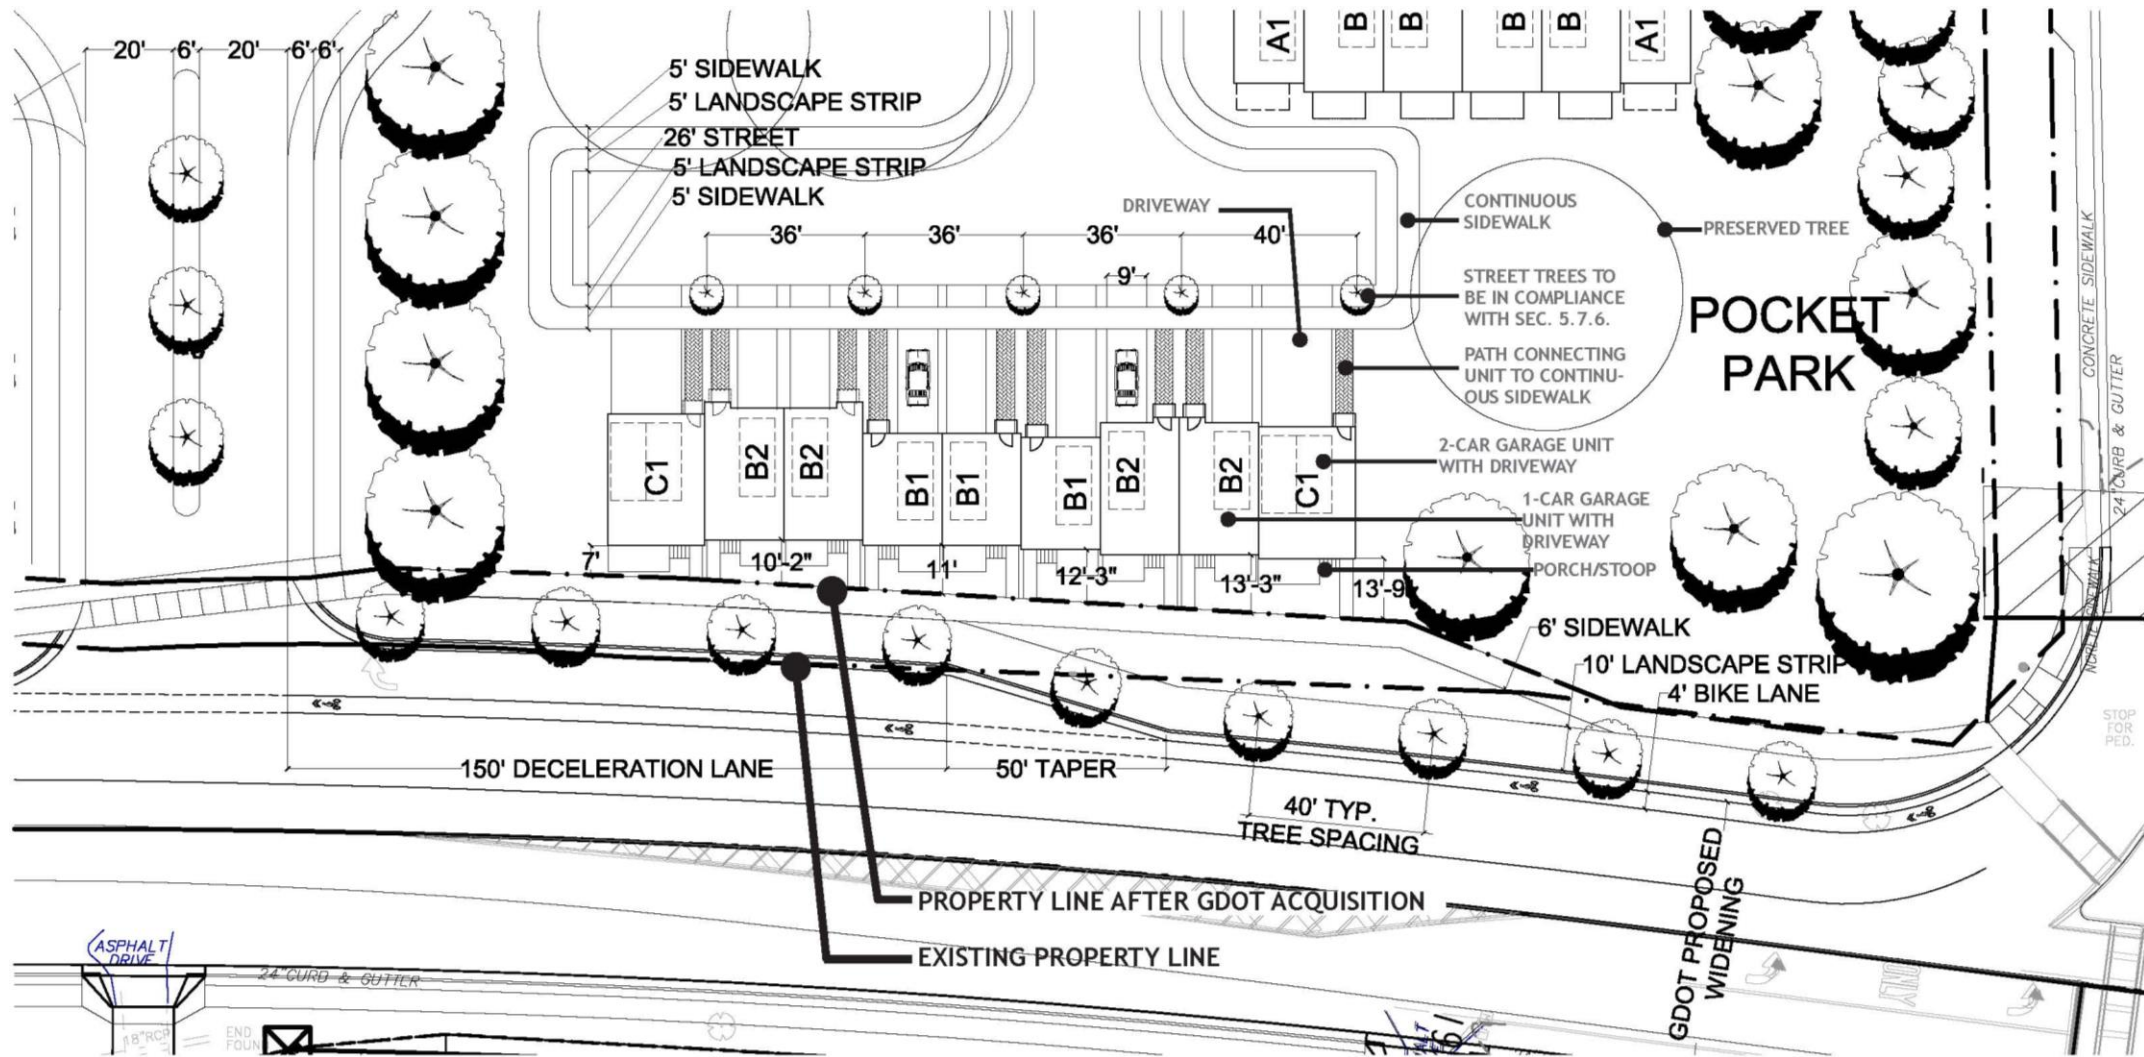 20' 6' 20' 6' 6'
5' SIDEWALK
5' LANDSCAPE STRIP
26' STREET
5' LANDSCAPE STRIP
5' SIDEWALK
A1 B B B B A1
DRIVEWAY
CONTINUOUS
SIDEWALK
PRESERVED TREE
36' 36' 36' 40'
9'
STREET TREES TO
BE IN COMPLIANCE
WITH SEC. 5.7.6.
POCKET
PARK
PATH CONNECTING
UNIT TO CONTINU-
OUS SIDEWALK
CONCRETE SIDEWALK
24" CURB & GUTTER
C1 B2 B2 B1 B1 B1 B2 B2 C1
2-CAR GARAGE UNIT
WITH DRIVEWAY
1-CAR GARAGE
UNIT WITH
DRIVEWAY
PORCH/STOOP
7' 10'-2" 11' 12'-3" 13'-3" 13'-9
6' SIDEWALK
10' LANDSCAPE STRIP
4' BIKE LANE
STOP
FOR
PED.
150' DECELERATION LANE
50' TAPER
40' TYP.
TREE SPACING
GDOT PROPOSED
WIDENING
PROPERTY LINE AFTER GDOT ACQUISITION
EXISTING PROPERTY LINE
ASPHALT
DRIVE
24" CURB & GUTTER
18"RCP
END
FOUN
ONLY